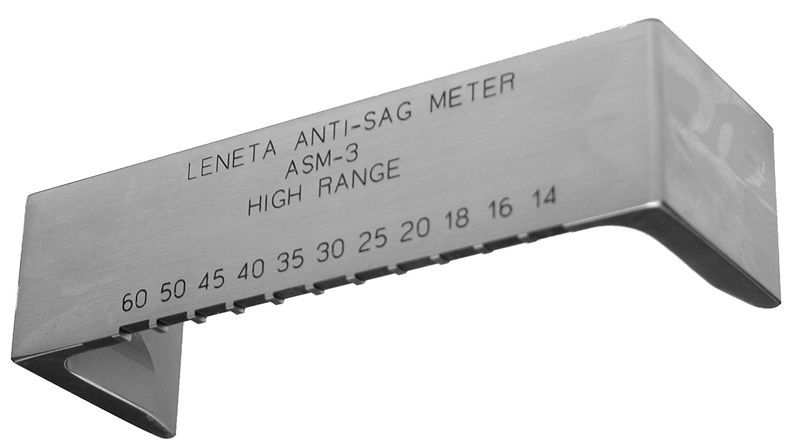 LENETA ANTI-SAG METER
ASM-3
HIGH RANGE
60 50 45 40 35 30 25 20 18 16 14